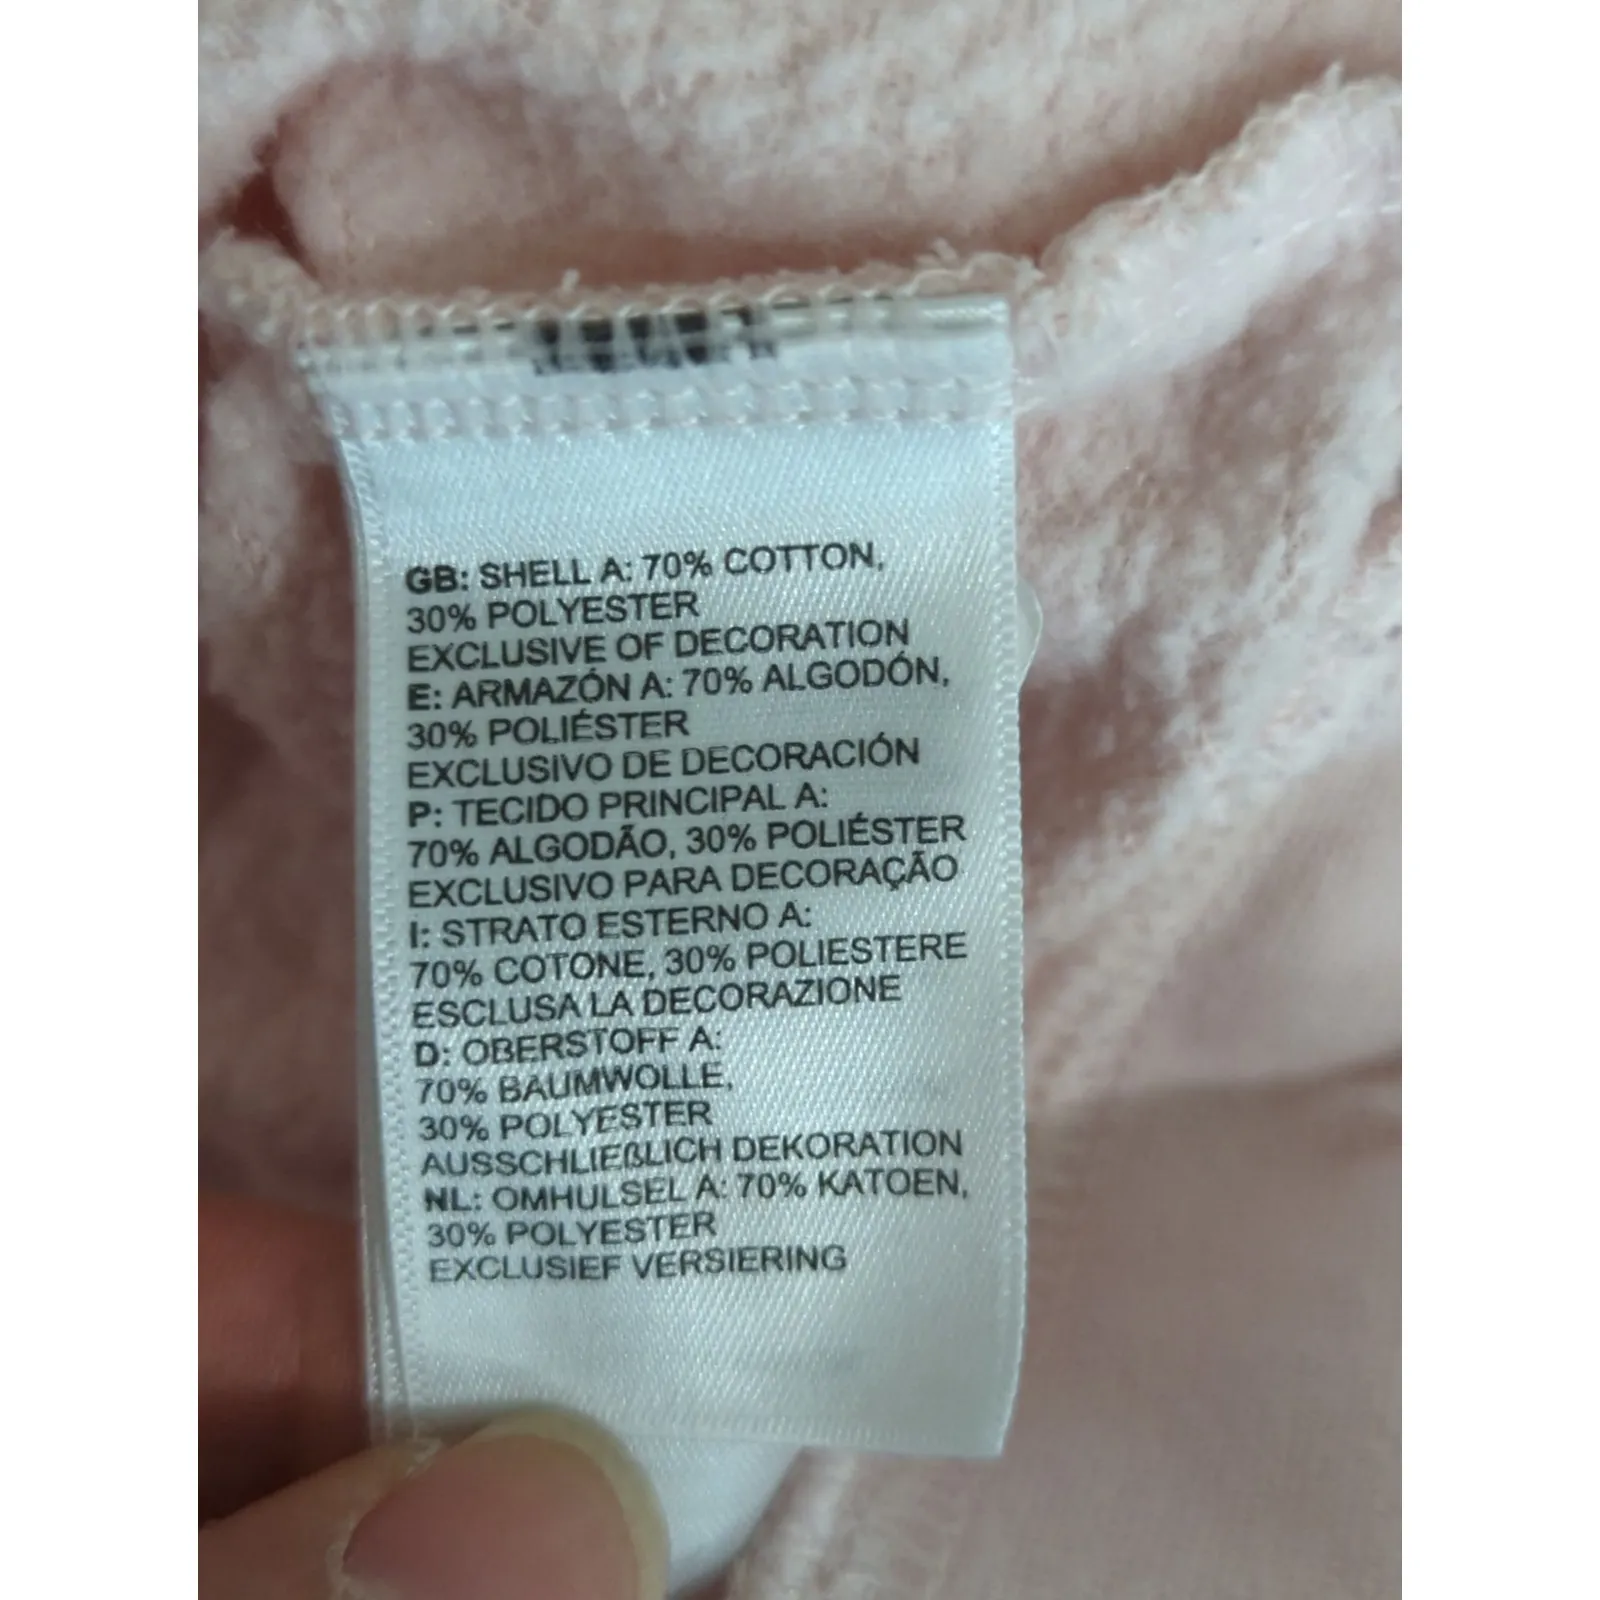 GB: SHELL A: 70% COTTON,
30% POLYESTER
EXCLUSIVE OF DECORATION
E: ARMAZÓN A: 70% ALGODÓN,
30% POLIÉSTER
EXCLUSIVO DE DECORACIÓN
P: TECIDO PRINCIPAL A:
70% ALGODÃO, 30% POLIÉSTER
EXCLUSIVO PARA DECORAÇÃO
I: STRATO ESTERNO A:
70% COTONE, 30% POLIESTERE
ESCLUSA LA DECORAZIONE
D: OBERSTOFF A:
70% BAUMWOLLE,
30% POLYESTER
AUSSCHLIEßLICH DEKORATION
NL: OMHULSEL A: 70% KATOEN,
30% POLYESTER
EXCLUSIEF VERSIERING